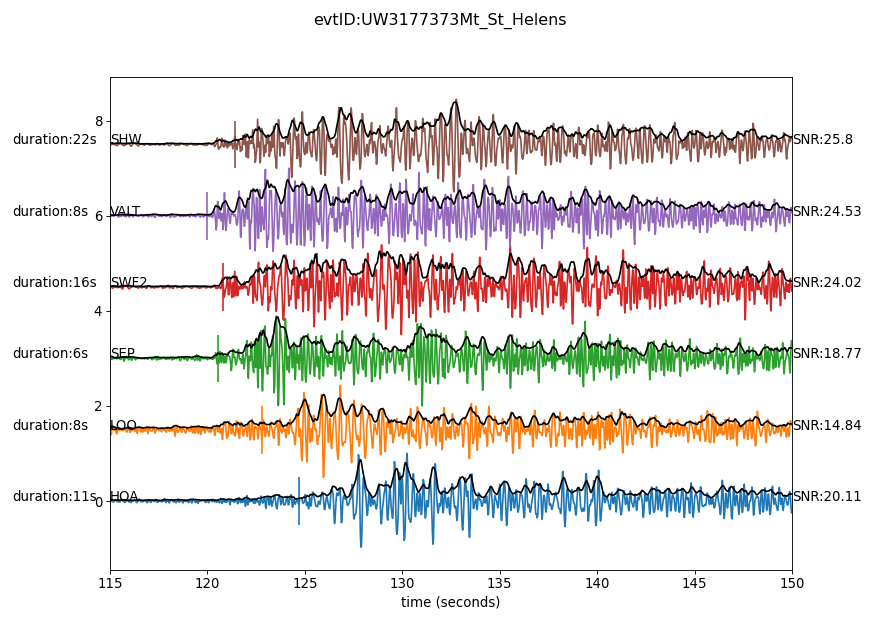 evtID:UW3177373Mt_St_Helens
8
duration:22s SHW SNR:25.8
duration:8s VALT SNR:24.53
6
duration:16s SWF2 SNR:24.02
4
duration:6s SEP SNR:18.77
2
duration:8s LOO SNR:14.84
duration:11s HOA SNR:20.11
0
115 120 125 130 135 140 145 150
time (seconds)